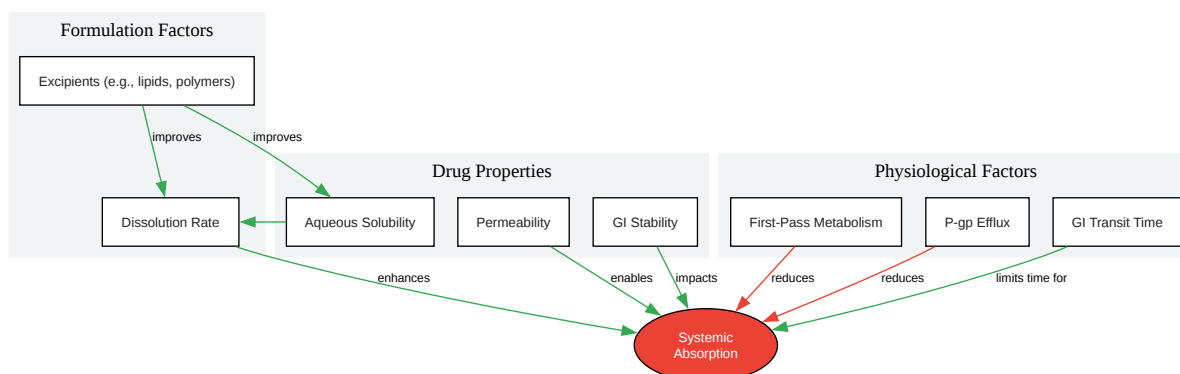 Formulation Factors
Excipients (e.g., lipids, polymers)
improves
improves
Drug Properties
Physiological Factors
Dissolution Rate
Aqueous Solubility
Permeability
GI Stability
First-Pass Metabolism
P-gp Efflux
GI Transit Time
enhances
enables
impacts
reduces
reduces
limits time for
Systemic
Absorption